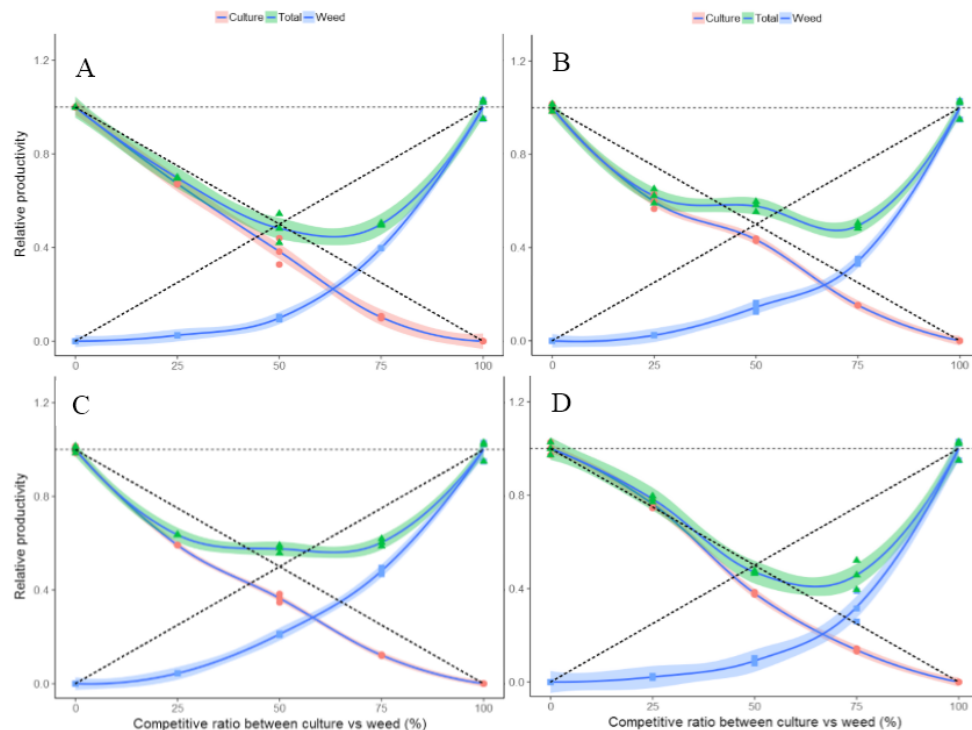 Culture Total Weed
Culture Total Weed
A
B
1.2
1.2
0.8
0.8
0.4
0.4
0.0
0.0
Relative productivity
0 25 50 75 100
0 25 50 75 100
C
D
1.2
1.2
0.8
0.8
0.4
0.4
0.0
0.0
Relative productivity
0 25 50 75 100
0 25 50 75 100
Competitive ratio between culture vs weed (%)
Competitive ratio between culture vs weed (%)